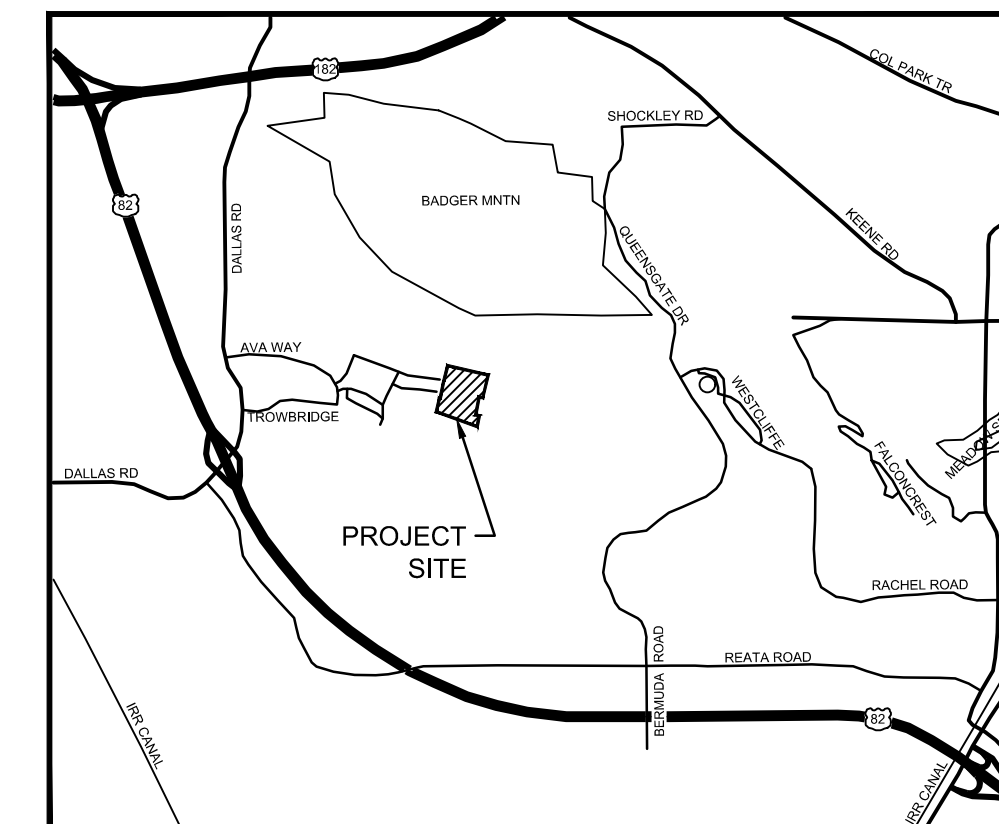 182
COL PARK TR
SHOCKLEY RD
82
BADGER MNTN
DALLAS RD
QUEENSGATE DR
KEENE RD
AVA WAY
TROWBRIDGE
WESTCLIFFE
FALCONCREST
DALLAS RD
PROJECT
SITE
RACHEL ROAD
BERMUDA ROAD
REATA ROAD
IRR CANAL
82
IRR CANAL